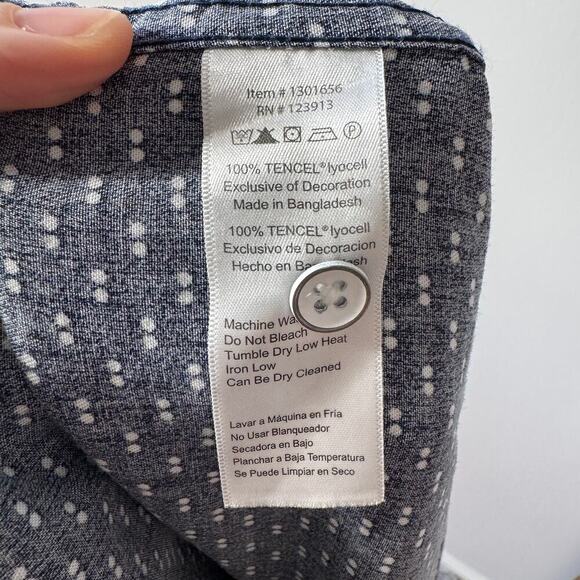 Item # 1301656
RN # 123913
100% TENCEL® lyocell
Exclusive of Decoration
Made in Bangladesh
100% TENCEL® lyocell
Exclusivo de Decoracion
Hecho en
Machine
Do Not Bleach
Tumble Dry Low Heat
Iron Low
Can Be Dry Cleaned
Lavar a Máquina en Fría
No Usar Blanqueador
Secadora en Bajo
Planchar a Baja Temperatura
Se Puede Limpiar en Seco